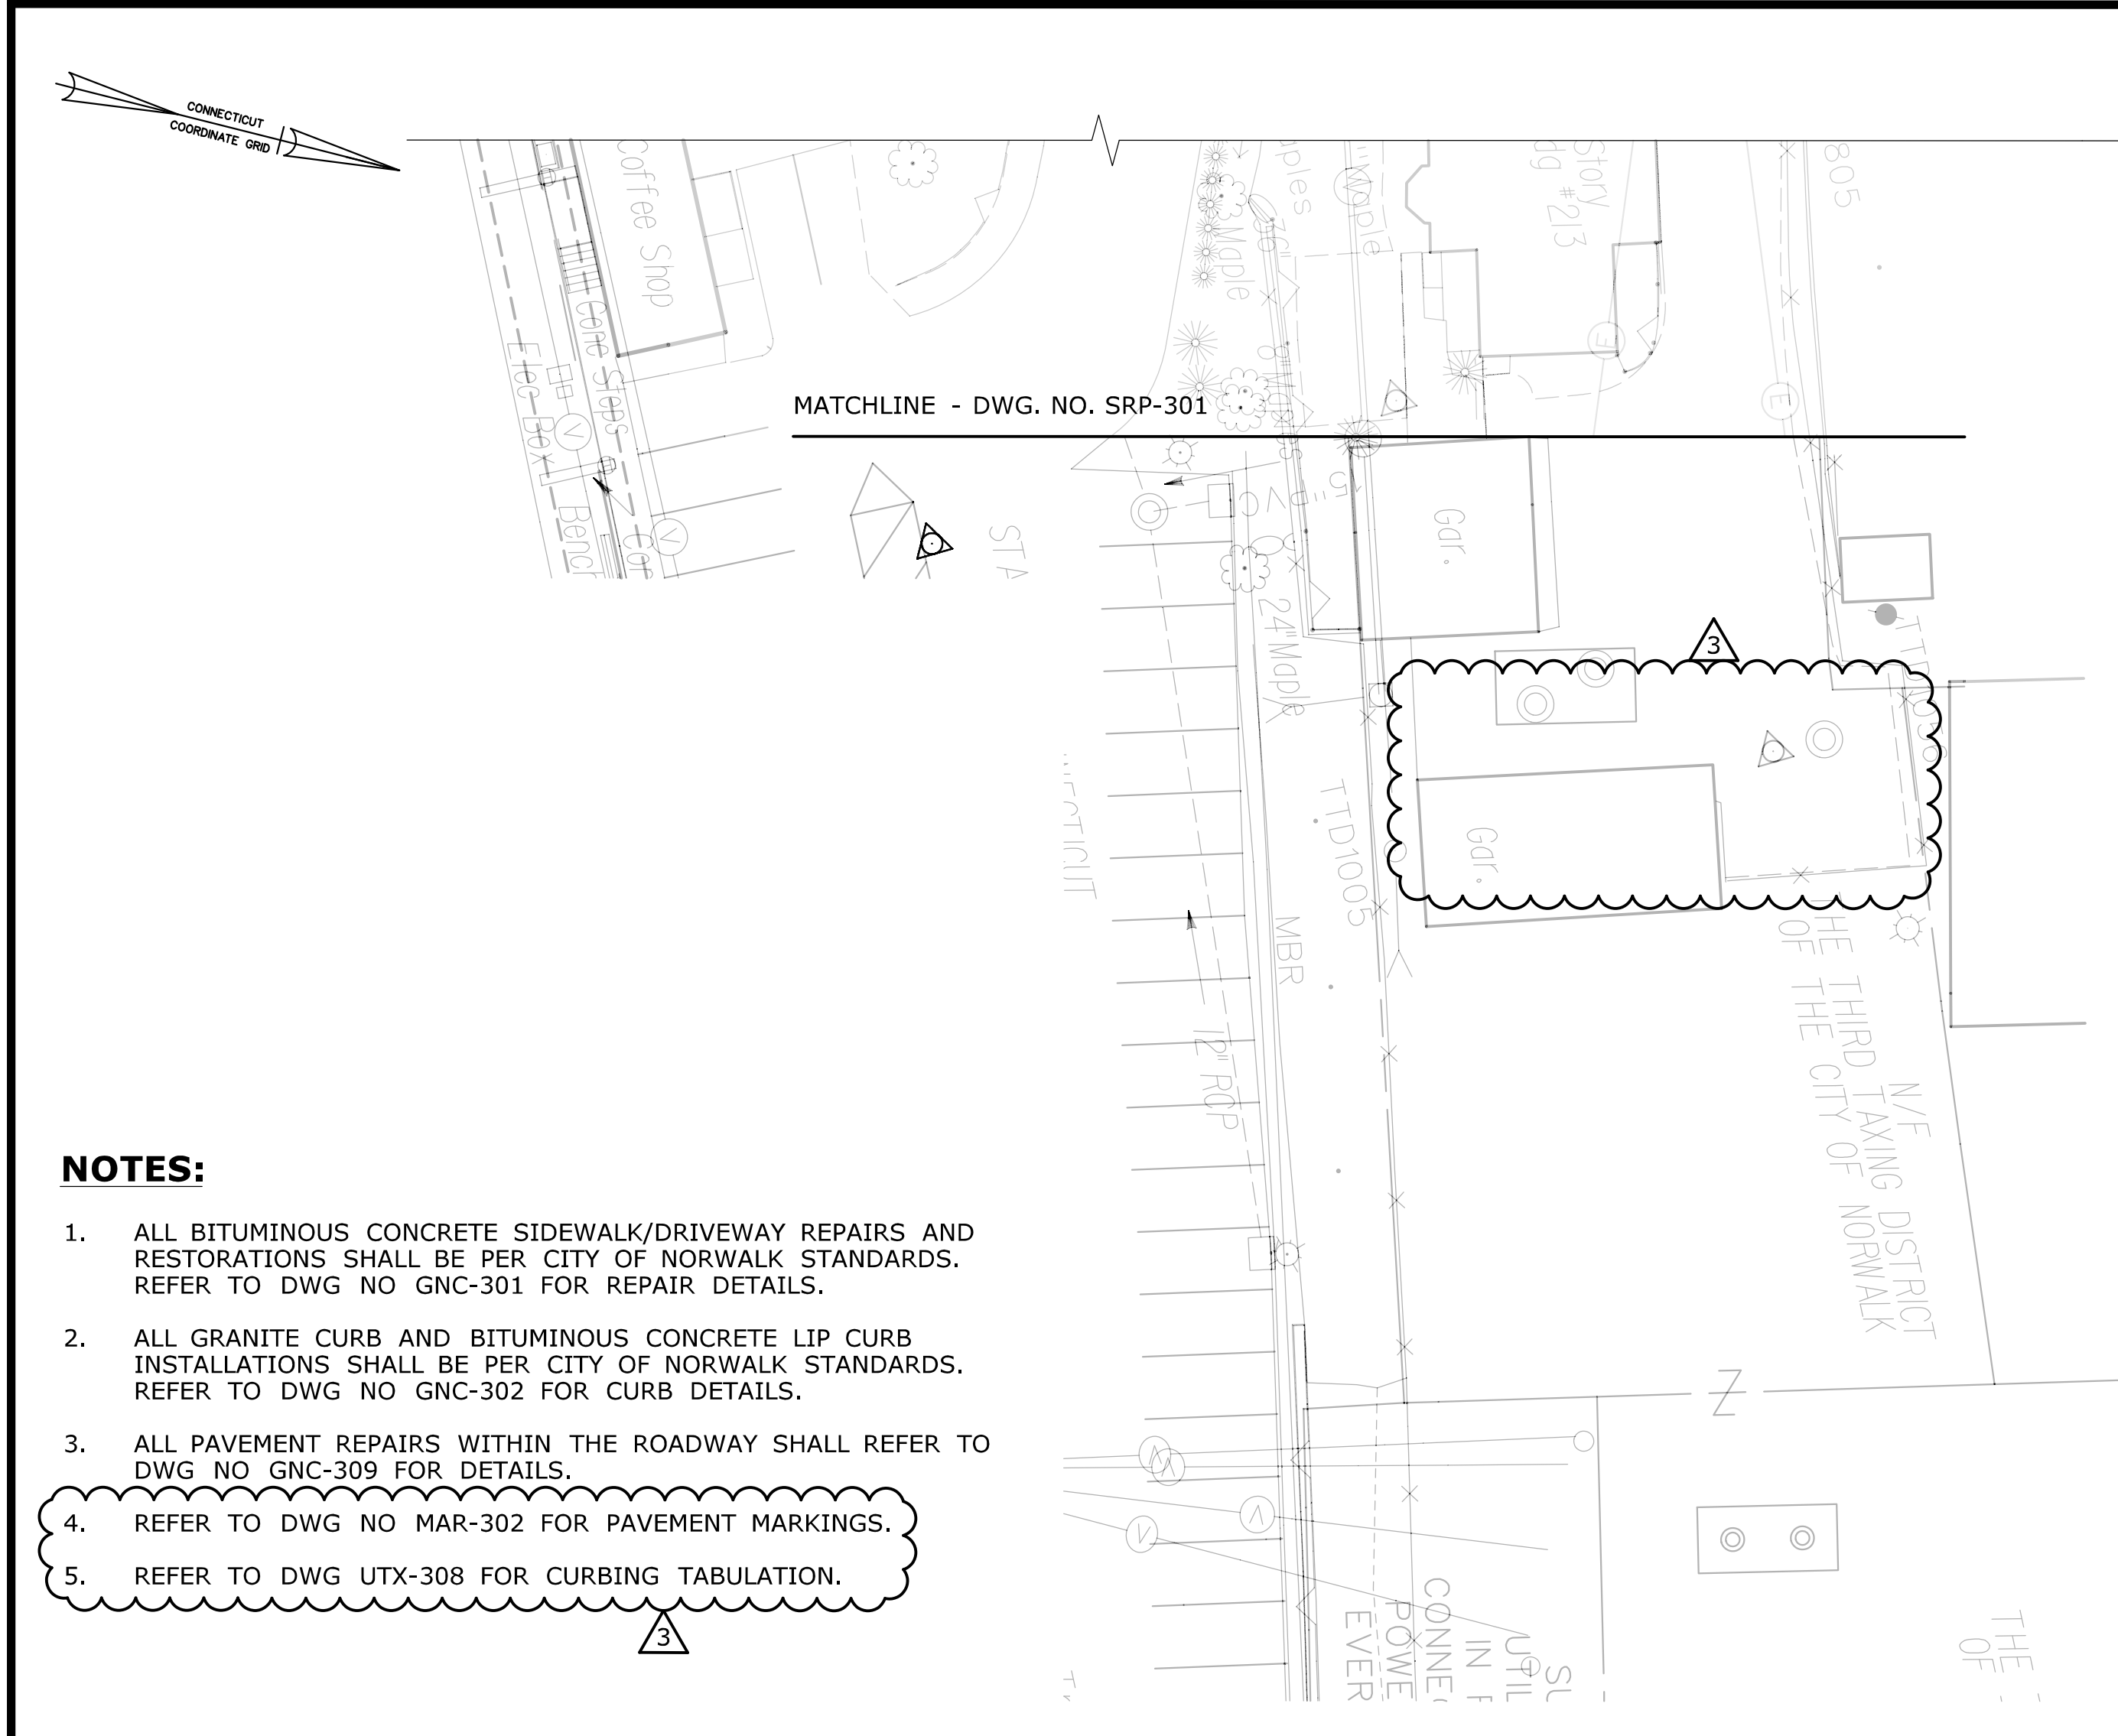 CONNECTICUT
COORDINATE GRID
Coffee Shop
Conc Steps
Elec Box
MATCHLINE - DWG. NO. SRP-301
Maple
Story
#213
805
Gar.
24"Maple
TTD1005
Gar.
MBR
12"RCP
N/F
THE THIRD TAXING DISTRICT
OF THE CITY OF NORWALK
3
NOTES:
1. ALL BITUMINOUS CONCRETE SIDEWALK/DRIVEWAY REPAIRS AND
RESTORATIONS SHALL BE PER CITY OF NORWALK STANDARDS.
REFER TO DWG NO GNC-301 FOR REPAIR DETAILS.
2. ALL GRANITE CURB AND BITUMINOUS CONCRETE LIP CURB
INSTALLATIONS SHALL BE PER CITY OF NORWALK STANDARDS.
REFER TO DWG NO GNC-302 FOR CURB DETAILS.
3. ALL PAVEMENT REPAIRS WITHIN THE ROADWAY SHALL REFER TO
DWG NO GNC-309 FOR DETAILS.
4. REFER TO DWG NO MAR-302 FOR PAVEMENT MARKINGS.
5. REFER TO DWG UTX-308 FOR CURBING TABULATION.
3
THE
OF